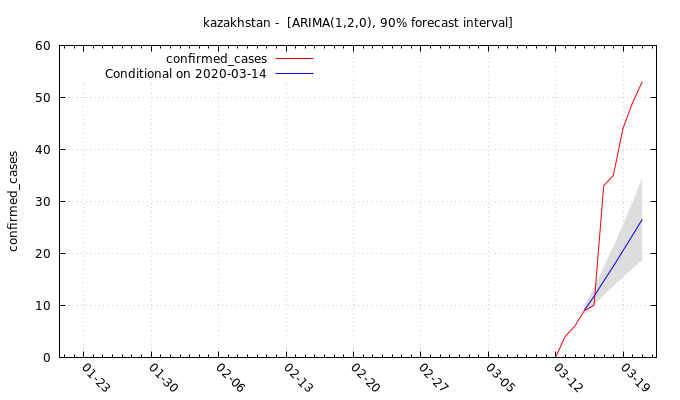 kazakhstan - [ARIMA(1,2,0), 90% forecast interval]
confirmed_cases
Conditional on 2020-03-14
confirmed_cases
60
50
40
30
20
10
0
01-23 01-30 02-06 02-13 02-20 02-27 03-05 03-12 03-19